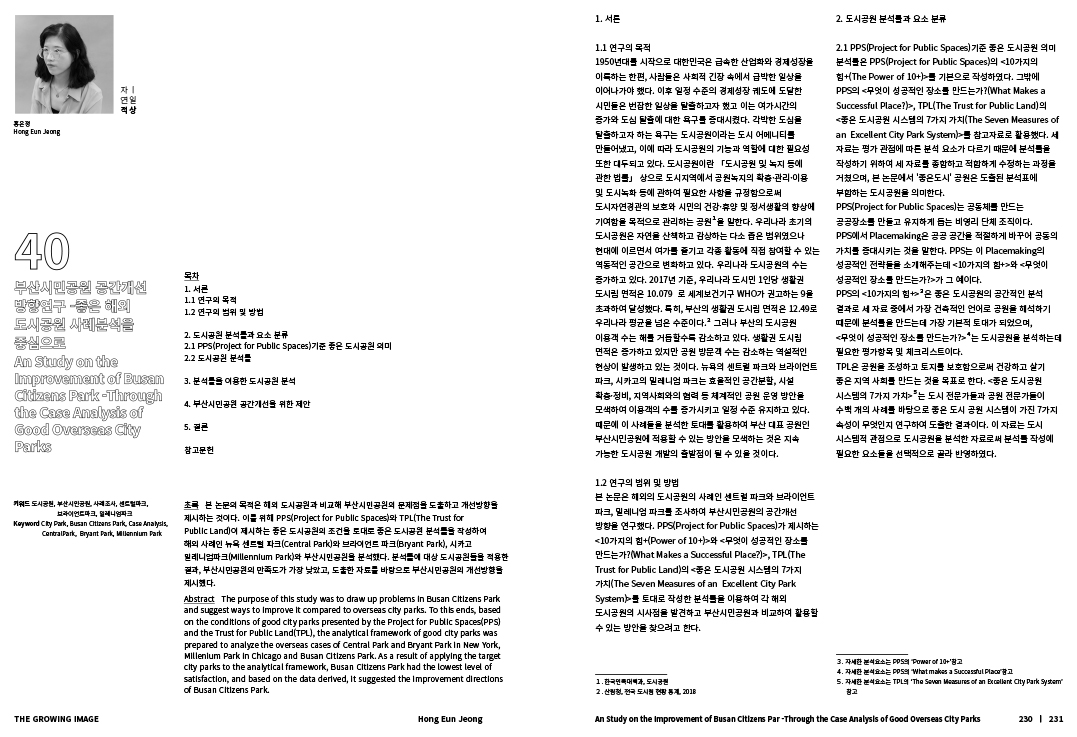 자 |
연 일
적 상
홍은정
Hong Eun Jeong
40
부산시민공원 공간개선
방향연구 -좋은 해외
도시공원 사례분석을
중심으로
An Study on the
Improvement of Busan
Citizens Park -Through
the Case Analysis of
Good Overseas City
Parks
키워드 도시공원, 부산시민공원, 사례조사, 센트럴파크,
브라이언트파크, 밀레니엄파크
Keyword City Park, Busan Citizens Park, Case Analysis,
CentralPark, Bryant Park, Millenium Park
목차
1. 서론
1.1 연구의 목적
1.2 연구의 범위 및 방법
2. 도시공원 분석틀과 요소 분류
2.1 PPS(Project for Public Spaces)기준 좋은 도시공원 의미
2.2 도시공원 분석틀
3. 분석틀을 이용한 도시공원 분석
4. 부산시민공원 공간개선을 위한 제안
5. 결론
참고문헌
초록 본 논문의 목적은 해외 도시공원과 비교해 부산시민공원의 문제점을 도출하고 개선방향을
제시하는 것이다. 이를 위해 PPS(Project for Public Spaces)와 TPL(The Trust for
Public Land)이 제시하는 좋은 도시공원의 조건을 토대로 좋은 도시공원 분석틀을 작성하여
해외 사례인 뉴욕 센트럴 파크(Central Park)와 브라이언트 파크(Bryant Park), 시카고
밀레니엄파크(Millennium Park)와 부산시민공원을 분석했다. 분석틀에 대상 도시공원들을 적용한
결과, 부산시민공원의 만족도가 가장 낮았고, 도출한 자료를 바탕으로 부산시민공원의 개선방향을
제시했다.
Abstract The purpose of this study was to draw up problems in Busan Citizens Park
and suggest ways to improve it compared to overseas city parks. To this ends, based
on the conditions of good city parks presented by the Project for Public Spaces(PPS)
and the Trust for Public Land(TPL), the analytical framework of good city parks was
prepared to analyze the overseas cases of Central Park and Bryant Park in New York,
Millenium Park in Chicago and Busan Citizens Park. As a result of applying the target
city parks to the analytical framework, Busan Citizens Park had the lowest level of
satisfaction, and based on the data derived, it suggested the improvement directions
of Busan Citizens Park.
THE GROWING IMAGE
Hong Eun Jeong
1. 서론
1.1 연구의 목적
1950년대를 시작으로 대한민국은 급속한 산업화와 경제성장을
이룩하는 한편, 사람들은 사회적 긴장 속에서 급박한 일상을
이어나가야 했다. 이후 일정 수준의 경제성장 궤도에 도달한
시민들은 번잡한 일상을 탈출하고자 했고 이는 여가시간의
증가와 도심 탈출에 대한 욕구를 증대시켰다. 각박한 도심을
탈출하고자 하는 욕구는 도시공원이라는 도시 어메니티를
만들어냈고, 이에 따라 도시공원의 기능과 역할에 대한 필요성
또한 대두되고 있다. 도시공원이란 「도시공원 및 녹지 등에
관한 법률」 상으로 도시지역에서 공원녹지의 확충·관리·이용
및 도시녹화 등에 관하여 필요한 사항을 규정함으로써
도시자연경관의 보호와 시민의 건강·휴양 및 정서생활의 향상에
기여함을 목적으로 관리하는 공원¹을 말한다. 우리나라 초기의
도시공원은 자연을 산책하고 감상하는 다소 좁은 범위였으나
현대에 이르면서 여가를 즐기고 각종 활동에 직접 참여할 수 있는
역동적인 공간으로 변화하고 있다. 우리나라 도시공원의 수는
증가하고 있다. 2017년 기준, 우리나라 도시민 1인당 생활권
도시림 면적은 10.079 로 세계보건기구 WHO가 권고하는 9을
초과하여 달성했다. 특히, 부산의 생활권 도시림 면적은 12.49로
우리나라 평균을 넘은 수준이다.² 그러나 부산의 도시공원
이용객 수는 해를 거듭할수록 감소하고 있다. 생활권 도시림
면적은 증가하고 있지만 공원 방문객 수는 감소하는 역설적인
현상이 발생하고 있는 것이다. 뉴욕의 센트럴 파크와 브라이언트
파크, 시카고의 밀레니엄 파크는 효율적인 공간분할, 시설
확충·정비, 지역사회와의 협력 등 체계적인 공원 운영 방안을
모색하여 이용객의 수를 증가시키고 일정 수준 유지하고 있다.
때문에 이 사례들을 분석한 토대를 활용하여 부산 대표 공원인
부산시민공원에 적용할 수 있는 방안을 모색하는 것은 지속
가능한 도시공원 개발의 출발점이 될 수 있을 것이다.
1.2 연구의 범위 및 방법
본 논문은 해외의 도시공원의 사례인 센트럴 파크와 브라이언트
파크, 밀레니엄 파크를 조사하여 부산시민공원의 공간개선
방향을 연구했다. PPS(Project for Public Spaces)가 제시하는
<10가지의 힘+(Power of 10+)>와 <무엇이 성공적인 장소를
만드는가?(What Makes a Successful Place?)>, TPL(The
Trust for Public Land)의 <좋은 도시공원 시스템의 7가지
가치(The Seven Measures of an Excellent City Park
System)>를 토대로 작성한 분석틀을 이용하여 각 해외
도시공원의 시사점을 발견하고 부산시민공원과 비교하여 활용할
수 있는 방안을 찾으려고 한다.
1. 한국민족대백과, 도시공원
2. 산림청, 전국 도시림 현황 통계, 2018
2. 도시공원 분석틀과 요소 분류
2.1 PPS(Project for Public Spaces)기준 좋은 도시공원 의미
분석틀은 PPS(Project for Public Spaces)의 <10가지의
힘+(The Power of 10+)>를 기본으로 작성하였다. 그밖에
PPS의 <무엇이 성공적인 장소를 만드는가?(What Makes a
Successful Place?)>, TPL(The Trust for Public Land)의
<좋은 도시공원 시스템의 7가지 가치(The Seven Measures of
an Excellent City Park System)>를 참고자료로 활용했다. 세
자료는 평가 관점에 따른 분석 요소가 다르기 때문에 분석틀을
작성하기 위하여 세 자료를 종합하고 적합하게 수정하는 과정을
거쳤으며, 본 논문에서 '좋은도시' 공원은 도출된 분석표에
부합하는 도시공원을 의미한다.
PPS(Project for Public Spaces)는 공동체를 만드는
공공장소를 만들고 유지하게 돕는 비영리 단체 조직이다.
PPS에서 Placemaking은 공공 공간을 적절하게 바꾸어 공동의
가치를 증대시키는 것을 말한다. PPS는 이 Placemaking의
성공적인 전략들을 소개해주는데 <10가지의 힘+>와 <무엇이
성공적인 장소를 만드는가?>가 그 예이다.
PPS의 <10가지의 힘+>³은 좋은 도시공원의 공간적인 분석
결과로 세 자료 중에서 가장 건축적인 언어로 공원을 해석하기
때문에 분석틀을 만드는데 가장 기본적 토대가 되었으며,
<무엇이 성공적인 장소를 만드는가?>⁴는 도시공원을 분석하는데
필요한 평가항목 및 체크리스트이다.
TPL은 공원을 조성하고 토지를 보호함으로써 건강하고 살기
좋은 지역 사회를 만드는 것을 목표로 한다. <좋은 도시공원
시스템의 7가지 가치>⁵는 도시 전문가들과 공원 전문가들이
수백 개의 사례를 바탕으로 좋은 도시 공원 시스템이 가진 7가지
속성이 무엇인지 연구하여 도출한 결과이다. 이 자료는 도시
시스템적 관점으로 도시공원을 분석한 자료로써 분석틀 작성에
필요한 요소들을 선택적으로 골라 반영하였다.
3. 자세한 분석요소는 PPS의 'Power of 10+'참고
4. 자세한 분석요소는 PPS의 'What makes a Successful Place'참고
5. 자세한 분석요소는 TPL의 'The Seven Measures of an Excellent City Park System'
참고
An Study on the Improvement of Busan Citizens Par -Through the Case Analysis of Good Overseas City Parks
230 | 231